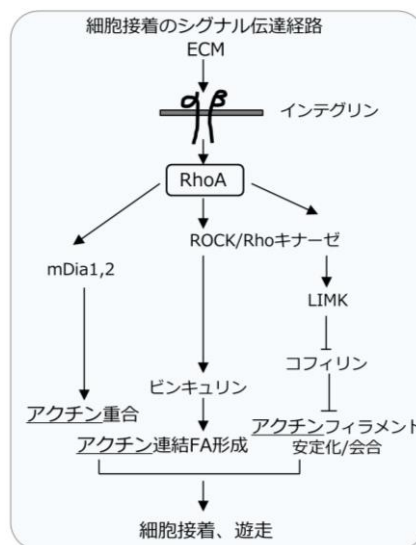 細胞接着のシグナル伝達経路
ECM
α β
インテグリン
RhoA
ROCK/Rhoキナーゼ
mDia1,2
LIMK
コフィリン
ビンキュリン
アクチン重合
アクチンフィラメント
安定化/会合
アクチン連結FA形成
細胞接着、遊走